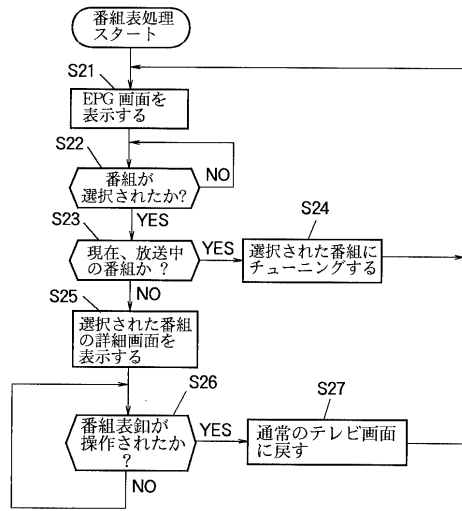 番組表処理
スタート
S21
EPG画面を
表示する
S22
番組が
選択されたか?
NO
YES
S23
現在、放送中
の番組か ?
YES
NO
S24
選択された番組に
チューニングする
S25
選択された番組
の詳細画面を
表示する
S26
番組表釦が
操作されたか
?
YES
NO
S27
通常のテレビ画面
に戻す